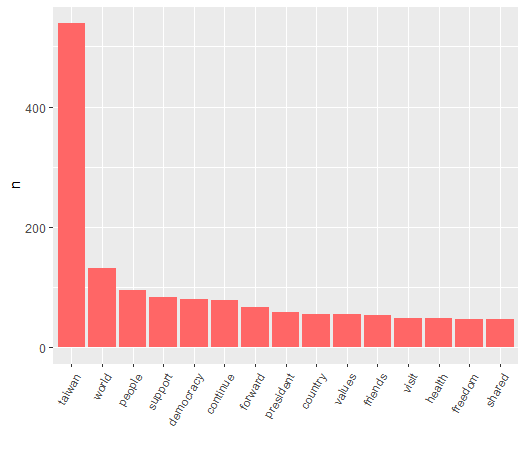 n
400
200
0
taiwan
world
people
support
democracy
continue
forward
president
country
values
friends
visit
health
freedom
shared